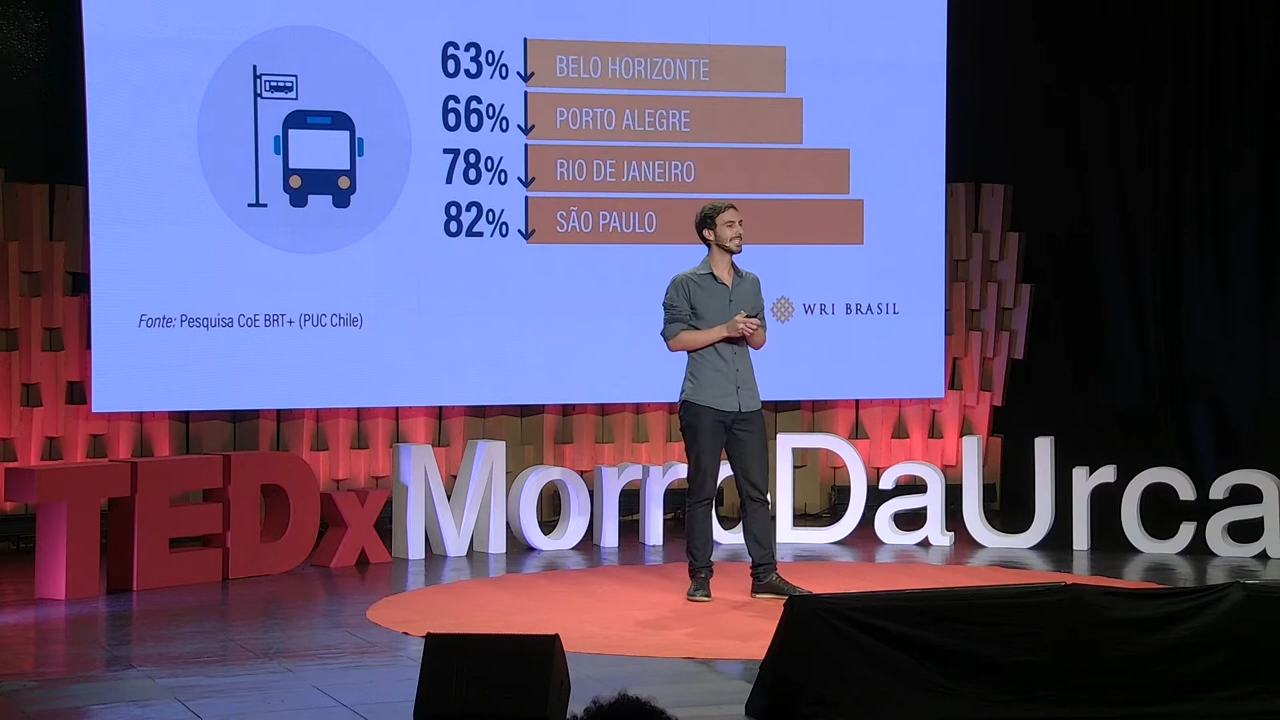 63% BELO HORIZONTE
66% PORTO ALEGRE
78% RIO DE JANEIRO
82% SÃO PAULO
Fonte: Pesquisa CoE BRT+ (PUC Chile)
WRI BRASIL
TEDxMorroDaUrca